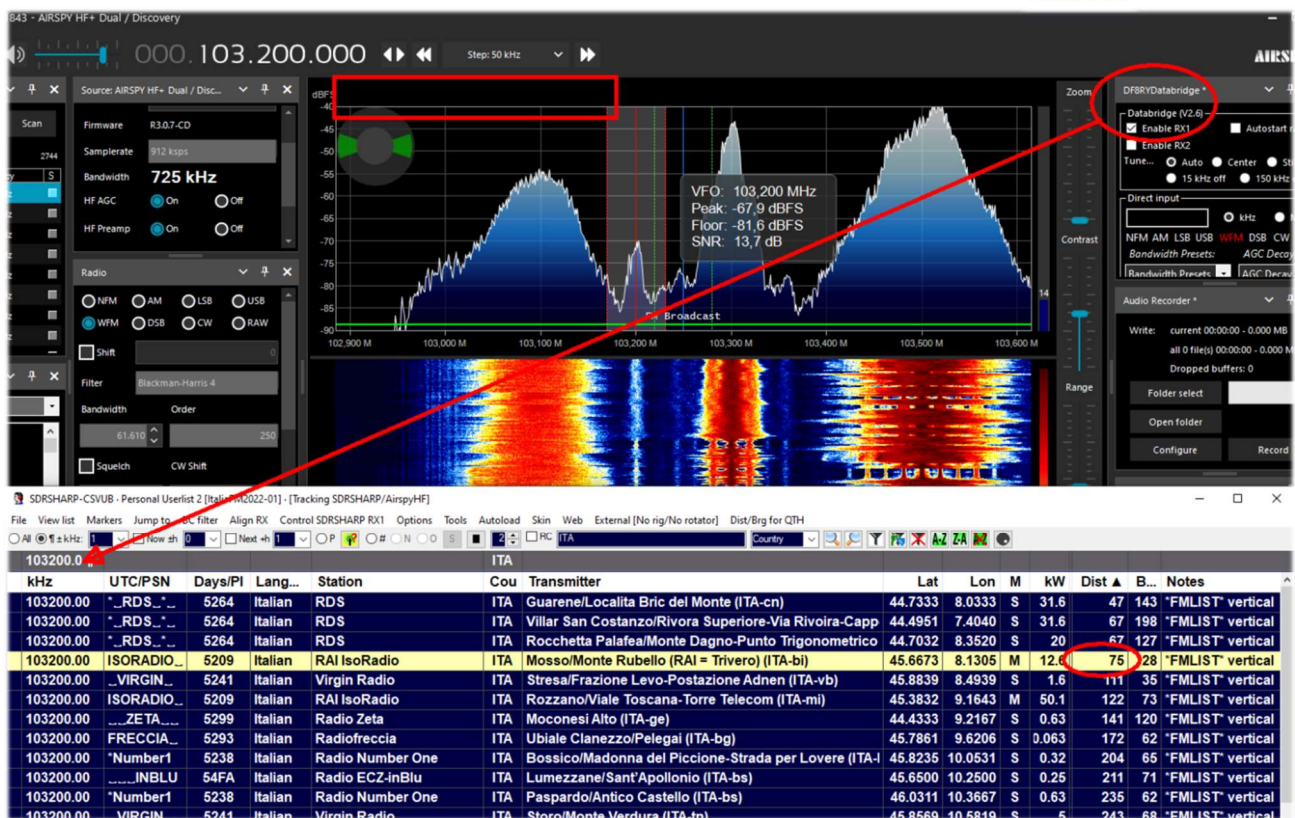 843 - AIRSPY HF+ Dual / Discovery
000.103.200.000
Step: 50 kHz
Scan
2744
S
Source: AIRSPY HF+ Dual / Disc...
Firmware R3.0.7-CD
Samplerate 912 ksps
Bandwidth 725 kHz
HF AGC On Off
HF Preamp On Off
Radio
NFM AM LSB USB
WFM DSB CW RAW
Shift 0
Filter Blackman-Harris 4
Bandwidth Order
61.610 250
Squelch CW Shift
dBFS
-40
-45
-50
-55
-60
-65
-70
-75
-80
-85
-90
VFO: 103,200 MHz
Peak: -67,9 dBFS
Floor: -81,6 dBFS
SNR: 13,7 dB
Broadcast
14
102,900 M 103,000 M 103,100 M 103,200 M 103,300 M 103,400 M 103,500 M 103,600 M
Zoom
Contrast
Range
DF8RYDatabridge *
Databridge (V2.6)
Enable RX1 Autostart
Enable RX2
Tune... Auto Center
15 kHz off 150 kHz
Direct input
kHz
NFM AM LSB USB WFM DSB CW
Bandwidth Presets: AGC Decay
Bandwidth Presets AGC Decay
Audio Recorder *
Write: current 00:00:00 - 0.000 MB
all 0 file(s) 00:00:00 - 0.000 M
Dropped buffers: 0
Folder select
Open folder
Configure Record
SDRSHARP-CSVUB - Personal Userlist 2 [ItaliaFM2022-01] - [Tracking SDRSHARP/AirspyHF]
File View list Markers Jump to BC filter Align RX Control SDRSHARP RX1 Options Tools Autoload Skin Web External [No rig/No rotator] Dist/Brg for QTH
All ¶ ± kHz: 1 Now ±h 0 Next +h 1 P # N O S 2 RC ITA Country A-Z Z-A
103200.0 ITA
kHz UTC/PSN Days/PI Lang... Station Cou Transmitter Lat Lon M kW Dist ▲ B... Notes
103200.00 *_RDS_*_ 5264 Italian RDS ITA Guarene/Localita Bric del Monte (ITA-cn) 44.7333 8.0333 S 31.6 47 143 *FMLIST* vertical
103200.00 *_RDS_*_ 5264 Italian RDS ITA Villar San Costanzo/Rivora Superiore-Via Rivoira-Capp 44.4951 7.4040 S 31.6 67 198 *FMLIST* vertical
103200.00 *_RDS_*_ 5264 Italian RDS ITA Rocchetta Palafea/Monte Dagno-Punto Trigonometrico 44.7032 8.3520 S 20 67 127 *FMLIST* vertical
103200.00 ISORADIO_ 5209 Italian RAI IsoRadio ITA Mosso/Monte Rubello (RAI = Trivero) (ITA-bi) 45.6673 8.1305 M 12.6 75 28 *FMLIST* vertical
103200.00 _VIRGIN_ 5241 Italian Virgin Radio ITA Stresa/Frazione Levo-Postazione Adnen (ITA-vb) 45.8839 8.4939 S 1.6 111 35 *FMLIST* vertical
103200.00 ISORADIO_ 5209 Italian RAI IsoRadio ITA Rozzano/Viale Toscana-Torre Telecom (ITA-mi) 45.3832 9.1643 M 50.1 122 73 *FMLIST* vertical
103200.00 __ZETA__ 5299 Italian Radio Zeta ITA Moconesi Alto (ITA-ge) 44.4333 9.2167 S 0.63 141 120 *FMLIST* vertical
103200.00 FRECCIA_ 5293 Italian Radiofreccia ITA Ubiale Clanezzo/Pelegai (ITA-bg) 45.7861 9.6206 S 0.063 172 62 *FMLIST* vertical
103200.00 *Number1 5238 Italian Radio Number One ITA Bossico/Madonna del Piccione-Strada per Lovere (ITA-l 45.8235 10.0531 S 0.32 204 65 *FMLIST* vertical
103200.00 ___INBLU 54FA Italian Radio ECZ-inBlu ITA Lumezzane/Sant'Apollonio (ITA-bs) 45.6500 10.2500 S 0.25 211 71 *FMLIST* vertical
103200.00 *Number1 5238 Italian Radio Number One ITA Paspardo/Antico Castello (ITA-bs) 46.0311 10.3667 S 0.63 235 62 *FMLIST* vertical
103200.00 _VIRGIN_ 5241 Italian Virgin Radio ITA Storo/Monte Verdura (ITA-tn) 45.8569 10.5819 S 5 243 68 *FMLIST* vertical